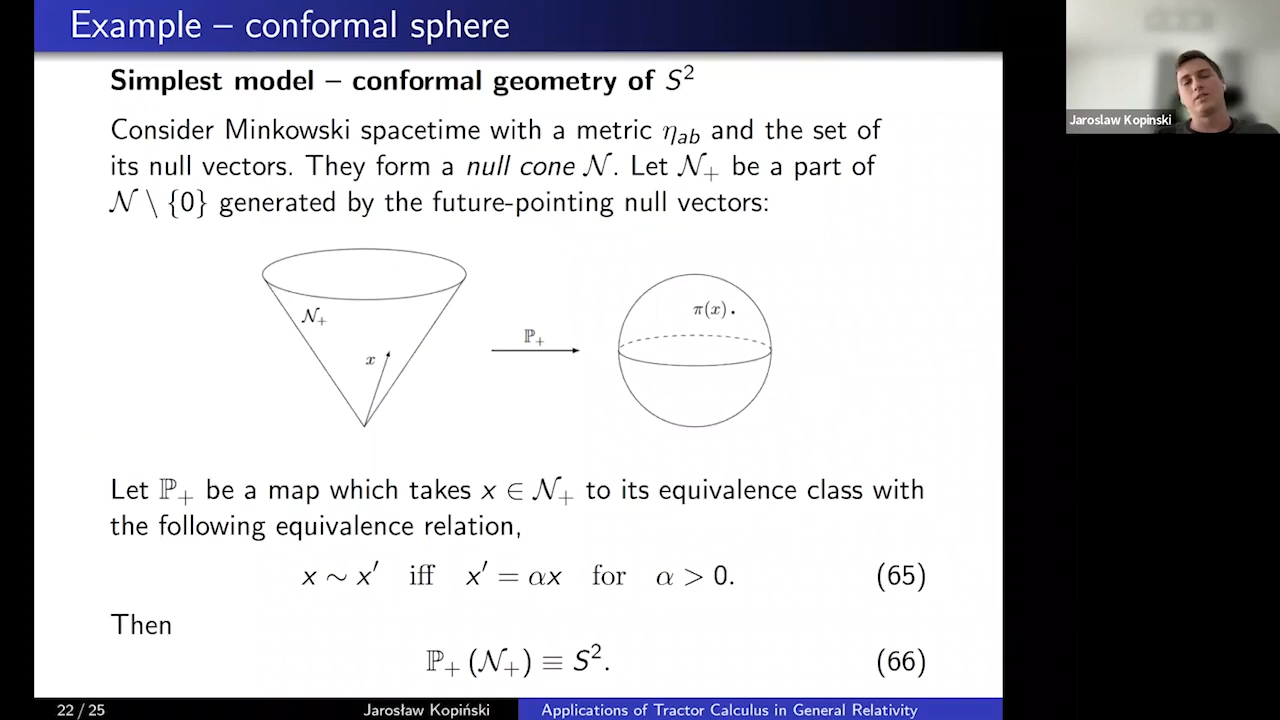 Example – conformal sphere
Simplest model – conformal geometry of S²
Consider Minkowski spacetime with a metric ηab and the set of
its null vectors. They form a null cone 𝒩. Let 𝒩₊ be a part of
𝒩 \ {0} generated by the future-pointing null vectors:
𝒩₊
x
ℙ₊
π(x)
Let ℙ₊ be a map which takes x ∈ 𝒩₊ to its equivalence class with
the following equivalence relation,
x ∼ x′ iff x′ = αx for α > 0. (65)
Then
ℙ₊ (𝒩₊) ≡ S². (66)
22 / 25 Jarosław Kopiński Applications of Tractor Calculus in General Relativity
Jaroslaw Kopinski